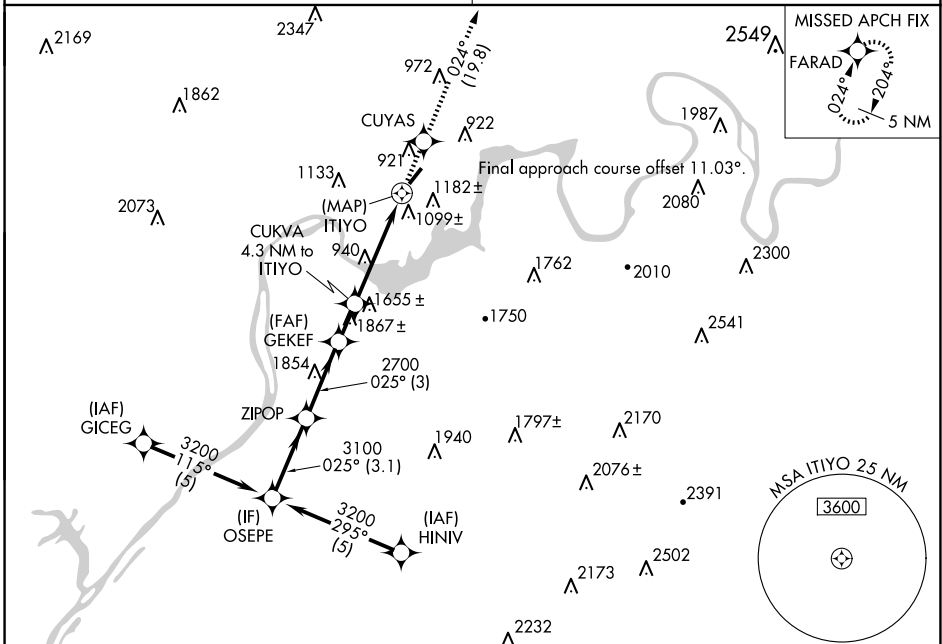 2169
2347
2549
MISSED APCH FIX
FARAD
024°
204°
5 NM
024°
(19.8)
972
1862
CUYAS
922
1987
921
Final approach course offset 11.03°.
1133
1182±
2080
(MAP)
ITIYO
1099±
2073
CUKVA
4.3 NM to
ITIYO
940
1762
2010
2300
1655±
1750
1867±
(FAF)
GEKEF
2541
1854
2700
025° (3)
ZIPOP
(IAF)
GICEG
3200
115°
(5)
3100
025° (3.1)
1940
1797±
2170
2076±
MSA ITIYO 25 NM
3600
2391
(IF)
OSEPE
3200
295°
(5)
(IAF)
HINIV
2173
2502
2232